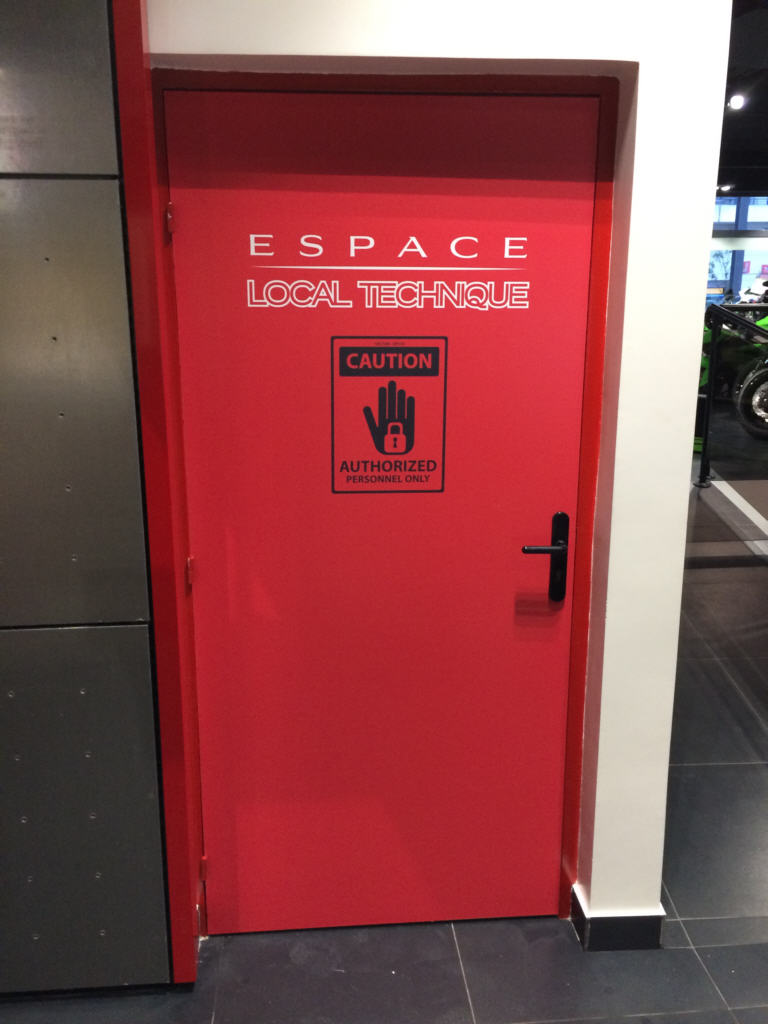 ESPACE
LOCAL TECHNIQUE
CAUTION
AUTHORIZED
PERSONNEL ONLY